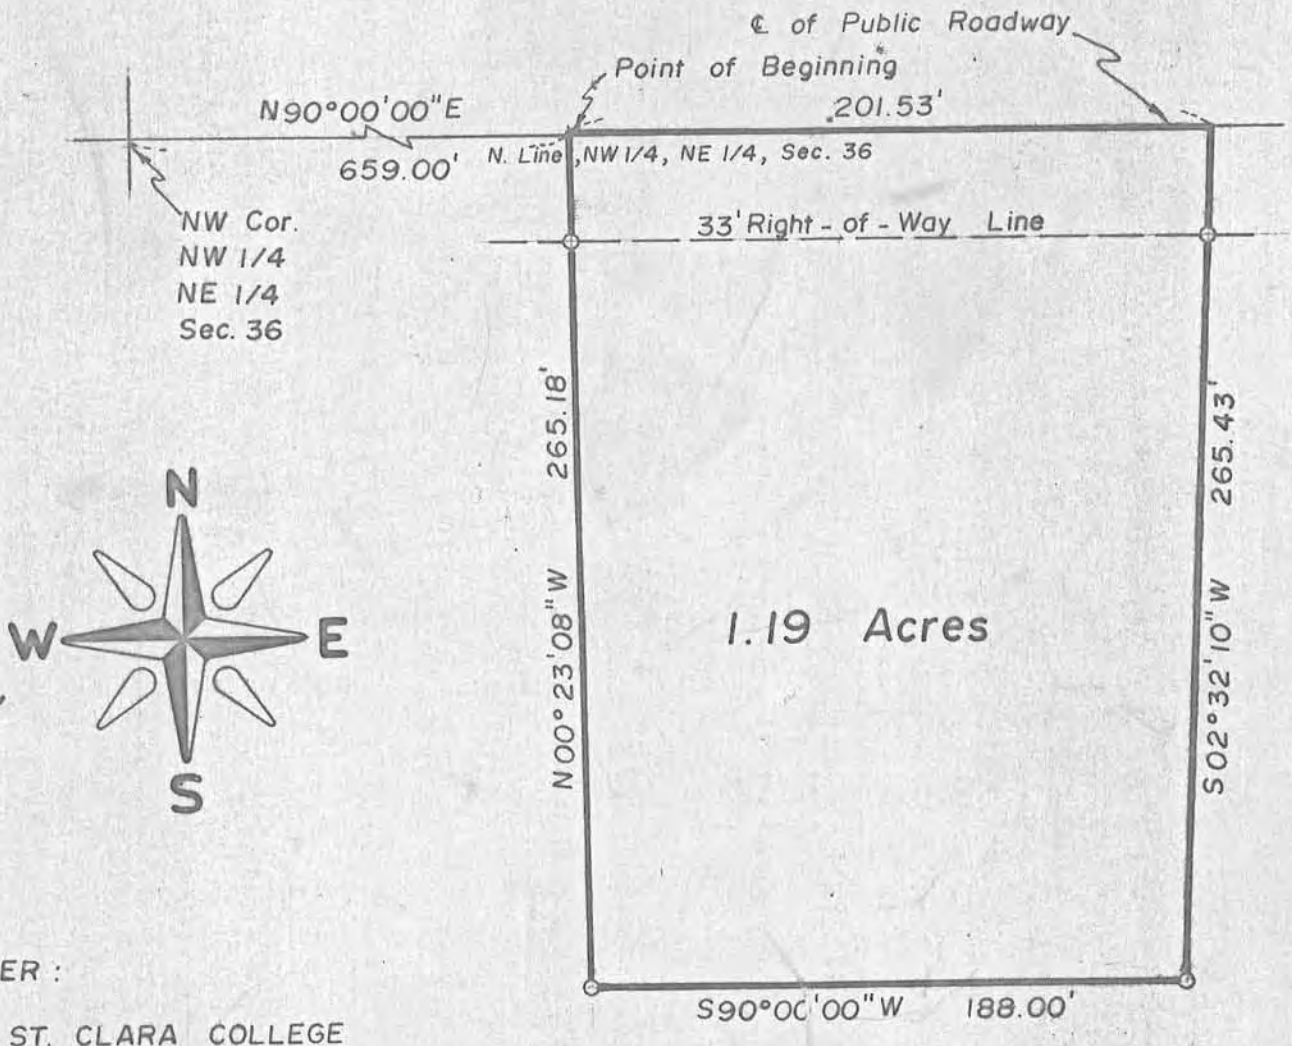 ℄ of Public Roadway
Point of Beginning
N90°00'00"E
201.53'
659.00'
N. Line, NW 1/4, NE 1/4, Sec. 36
NW Cor.
NW 1/4
NE 1/4
Sec. 36
33' Right-of-Way Line
265.18'
265.43'
N
W
E
S
N00°23'08"W
1.19 Acres
S02°32'10"W
ER:
ST. CLARA COLLEGE
S90°00'00"W 188.00'